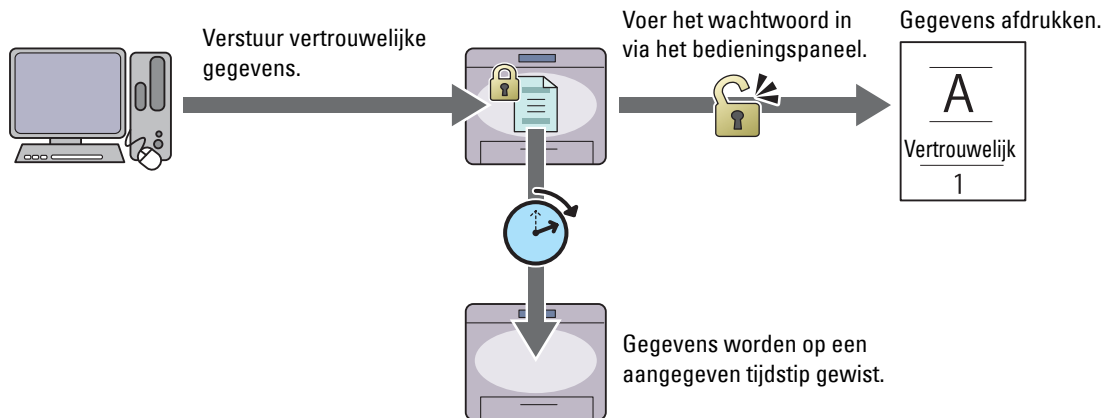 Verstuur vertrouwelijke
gegevens.
Voer het wachtwoord in
via het bedieningspaneel.
Gegevens afdrukken.
A
Vertrouwelijk
1
Gegevens worden op een
aangegeven tijdstip gewist.